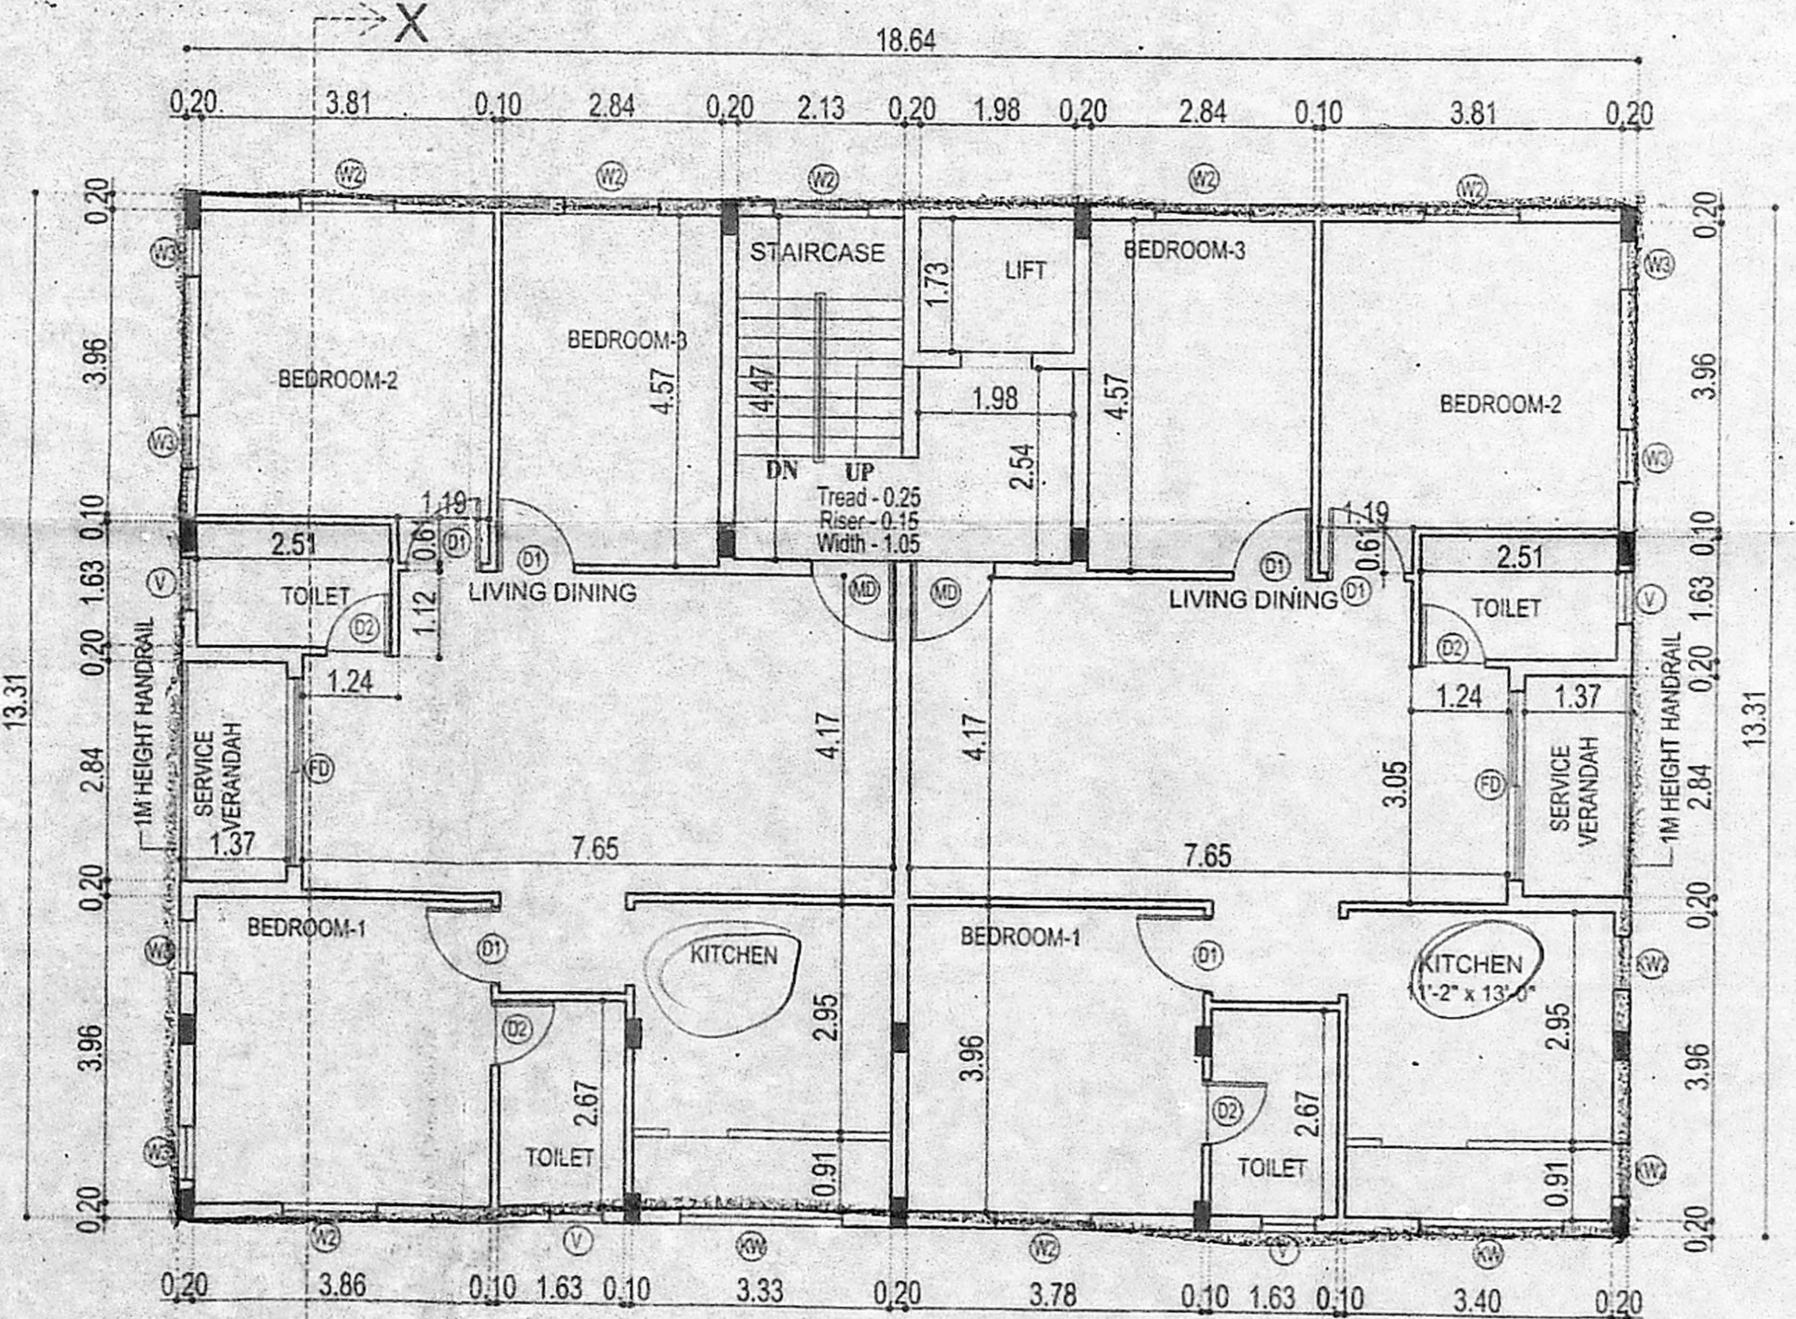 X
18.64
0.20 3.81 0.10 2.84 0.20 2.13 0.20 1.98 0.20 2.84 0.10 3.81 0.20
W2 W2 W2 W2 W2
0.20
0.20
W3
STAIRCASE
BEDROOM-3
LIFT
1.73
W3
BEDROOM-3
3.96
BEDROOM-2
4.57
4.47
1.98
4.57
BEDROOM-2
3.96
W3
DN UP
2.54
W3
Tread - 0.25
Riser - 0.15
Width - 1.05
1.19
1.19
0.10
2.51
D1
D1
D1
0.61
2.51
0.10
V
1.63
TOILET
LIVING DINING
MD
MD
LIVING DINING
D1
TOILET
1.63
V
D2
1.12
D2
0.20
0.20
1.24
1.24
1.37
1M HEIGHT HANDRAIL
1M HEIGHT HANDRAIL
13.31
13.31
4.17
4.17
SERVICE
VERANDAH
FD
FD
SERVICE
VERANDAH
2.84
2.84
3.05
1.37
7.65
7.65
0.20
0.20
BEDROOM-1
D1
KITCHEN
BEDROOM-1
D1
KITCHEN
11'-2" x 13'-0"
D2
2.95
2.95
3.96
3.96
3.96
2.67
D2
2.67
TOILET
TOILET
0.91
0.91
KW2
0.20
0.20
W2 V KW W2 V KW
0.20 3.86 0.10 1.63 0.10 3.33 0.20 3.78 0.10 1.63 0.10 3.40 0.20